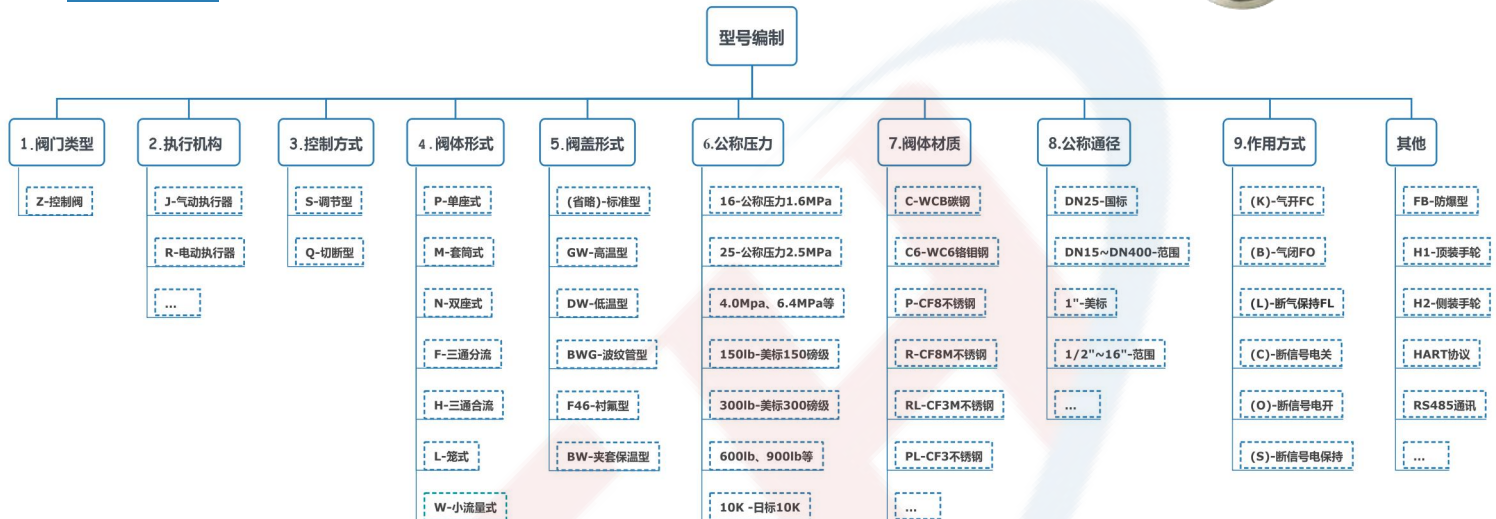 型号编制
1.阀门类型
Z-控制阀
2.执行机构
J-气动执行器
R-电动执行器
...
3.控制方式
S-调节型
Q-切断型
4.阀体形式
P-单座式
M-套筒式
N-双座式
F-三通分流
H-三通合流
L-笼式
W-小流量式
5.阀盖形式
(省略)-标准型
GW-高温型
DW-低温型
BWG-波纹管型
F46-衬氟型
BW-夹套保温型
6.公称压力
16-公称压力1.6MPa
25-公称压力2.5MPa
4.0Mpa、6.4MPa等
150lb-美标150磅级
300lb-美标300磅级
600lb、900lb等
10K -日标10K
7.阀体材质
C-WCB碳钢
C6-WC6铬钼钢
P-CF8不锈钢
R-CF8M不锈钢
RL-CF3M不锈钢
PL-CF3不锈钢
...
8.公称通径
DN25-国标
DN15~DN400-范围
1"-美标
1/2"~16"-范围
...
9.作用方式
(K)-气开FC
(B)-气闭FO
(L)-断气保持FL
(C)-断信号电关
(O)-断信号电开
(S)-断信号电保持
其他
FB-防爆型
H1-顶装手轮
H2-侧装手轮
HART协议
RS485通讯
...